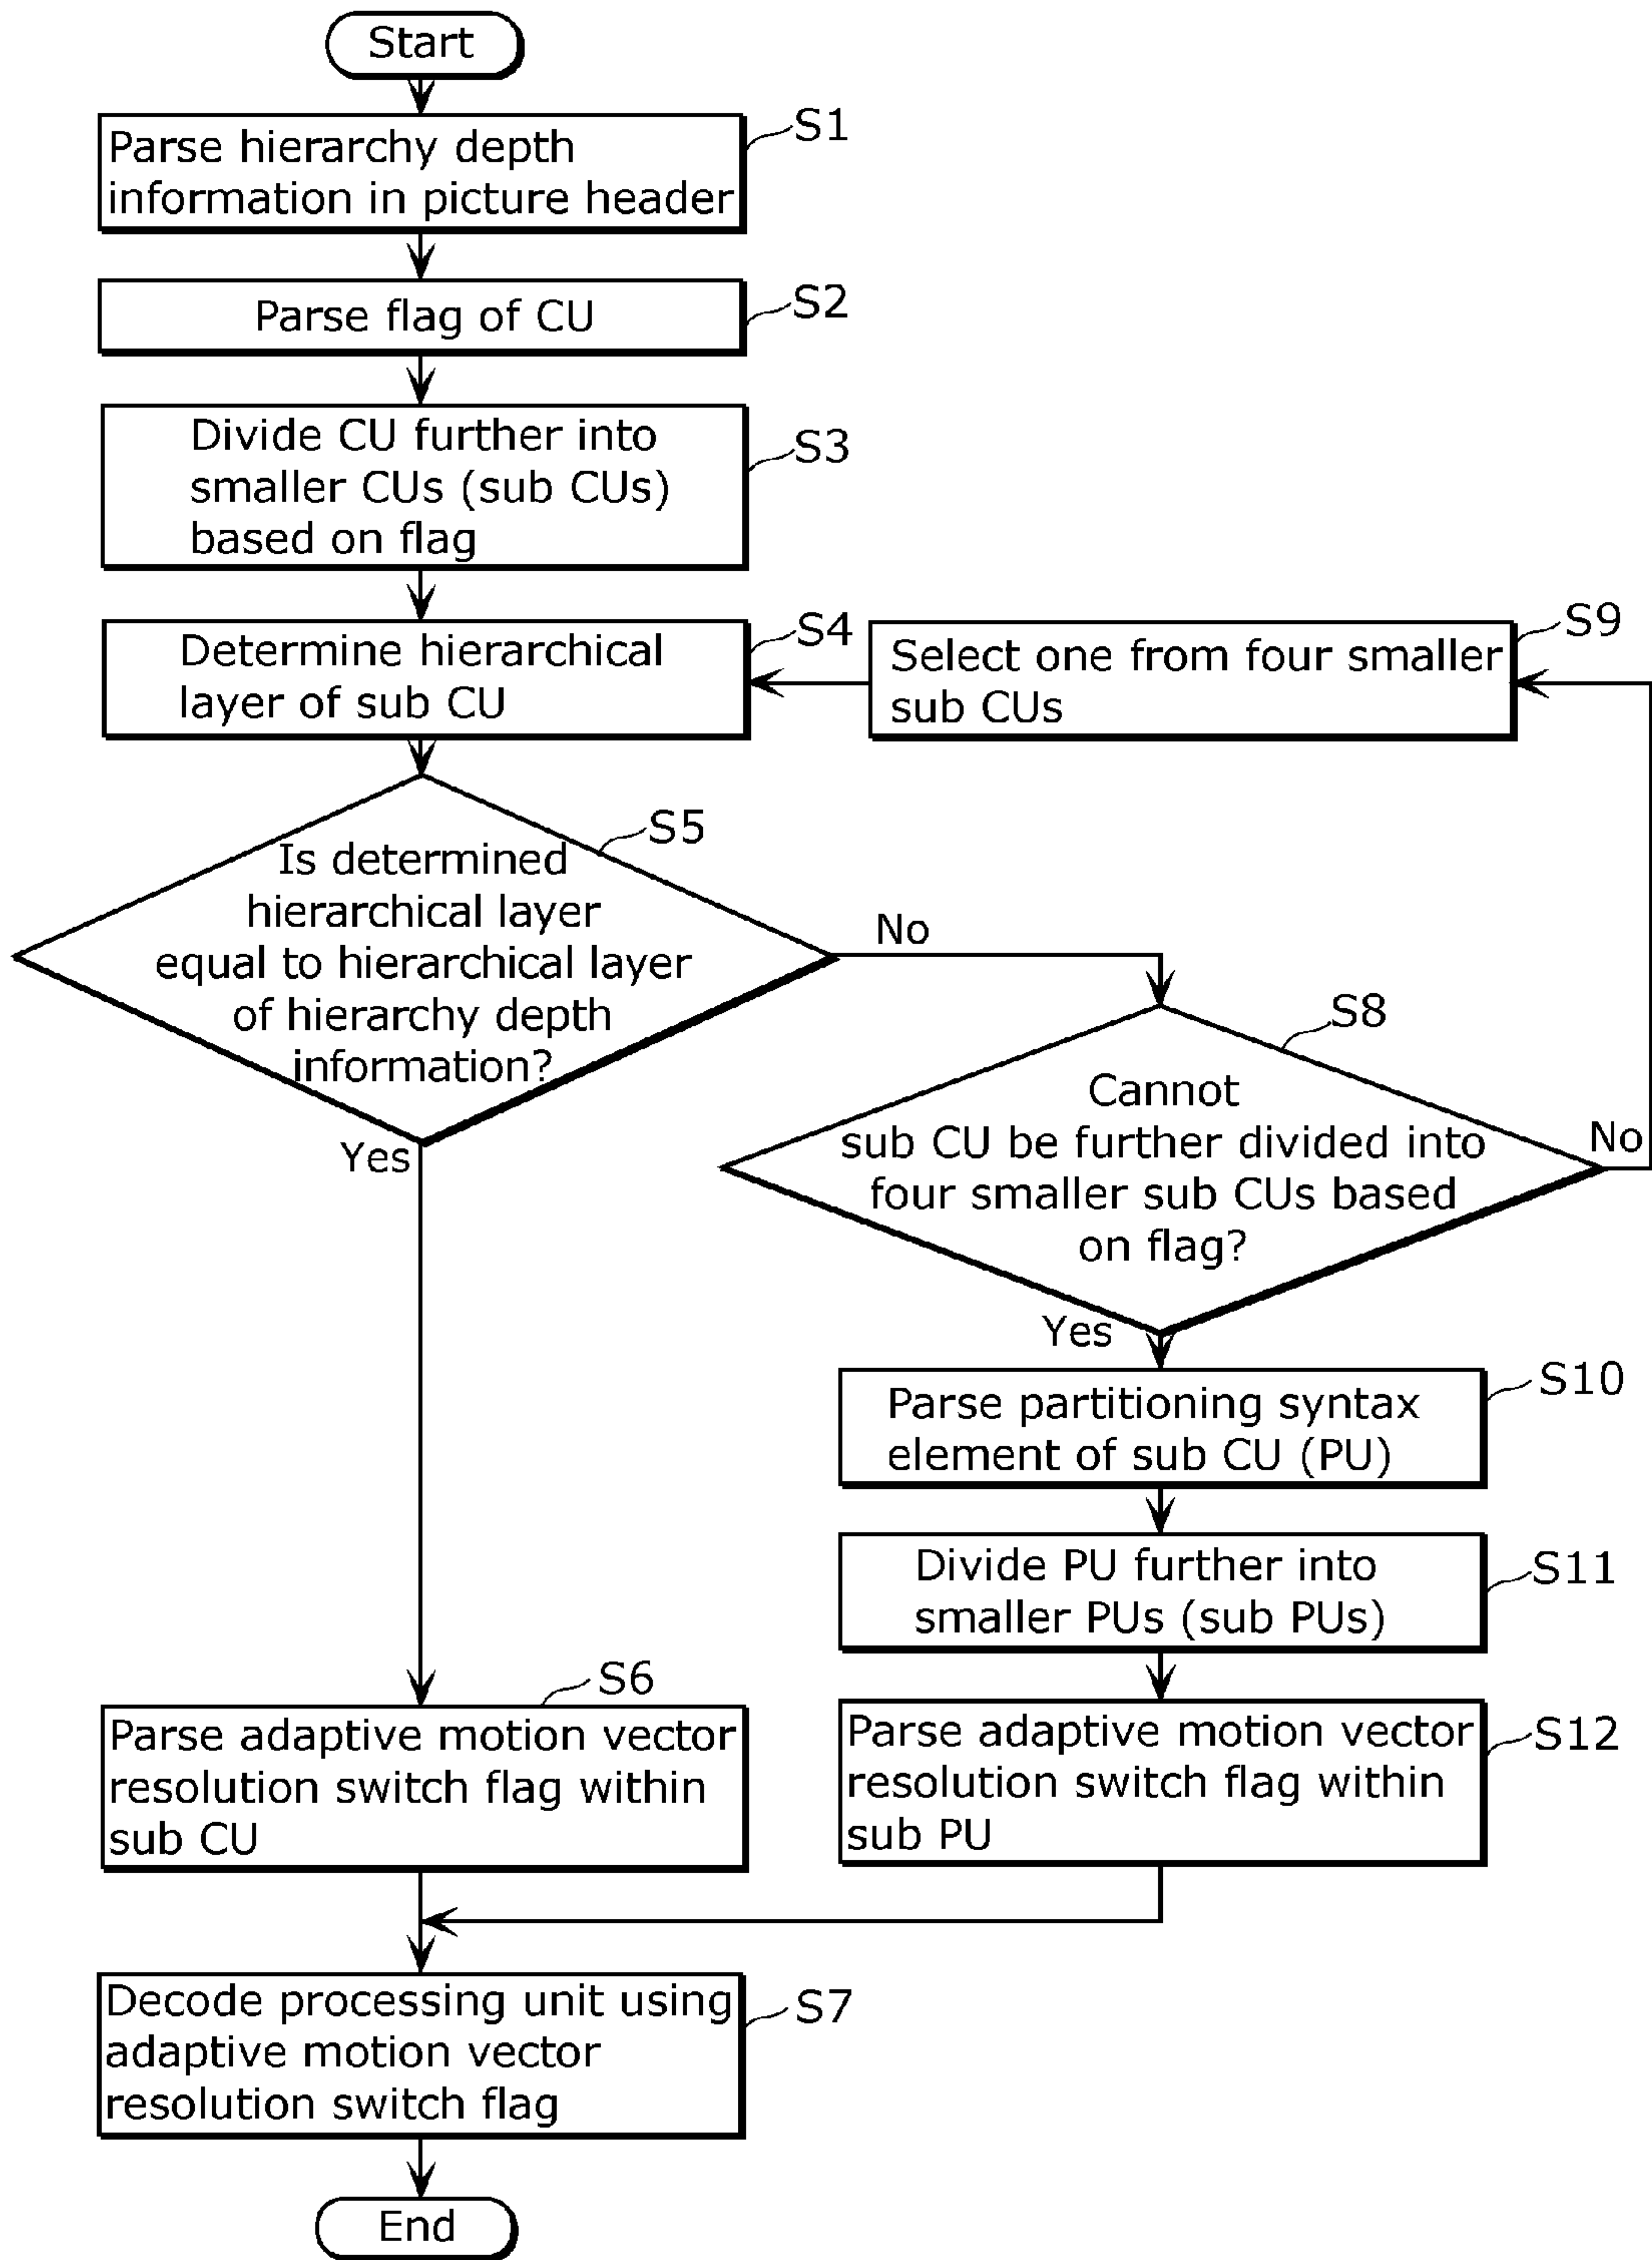 Start
S1
Parse hierarchy depth
information in picture header
S2
Parse flag of CU
S3
Divide CU further into
smaller CUs (sub CUs)
based on flag
S4
Determine hierarchical
layer of sub CU
S9
Select one from four smaller
sub CUs
S5
Is determined
hierarchical layer
equal to hierarchical layer
of hierarchy depth
information?
No
Yes
S8
Cannot
sub CU be further divided into
four smaller sub CUs based
on flag?
No
Yes
S10
Parse partitioning syntax
element of sub CU (PU)
S11
Divide PU further into
smaller PUs (sub PUs)
S6
Parse adaptive motion vector
resolution switch flag within
sub CU
S12
Parse adaptive motion vector
resolution switch flag within
sub PU
S7
Decode processing unit using
adaptive motion vector
resolution switch flag
End